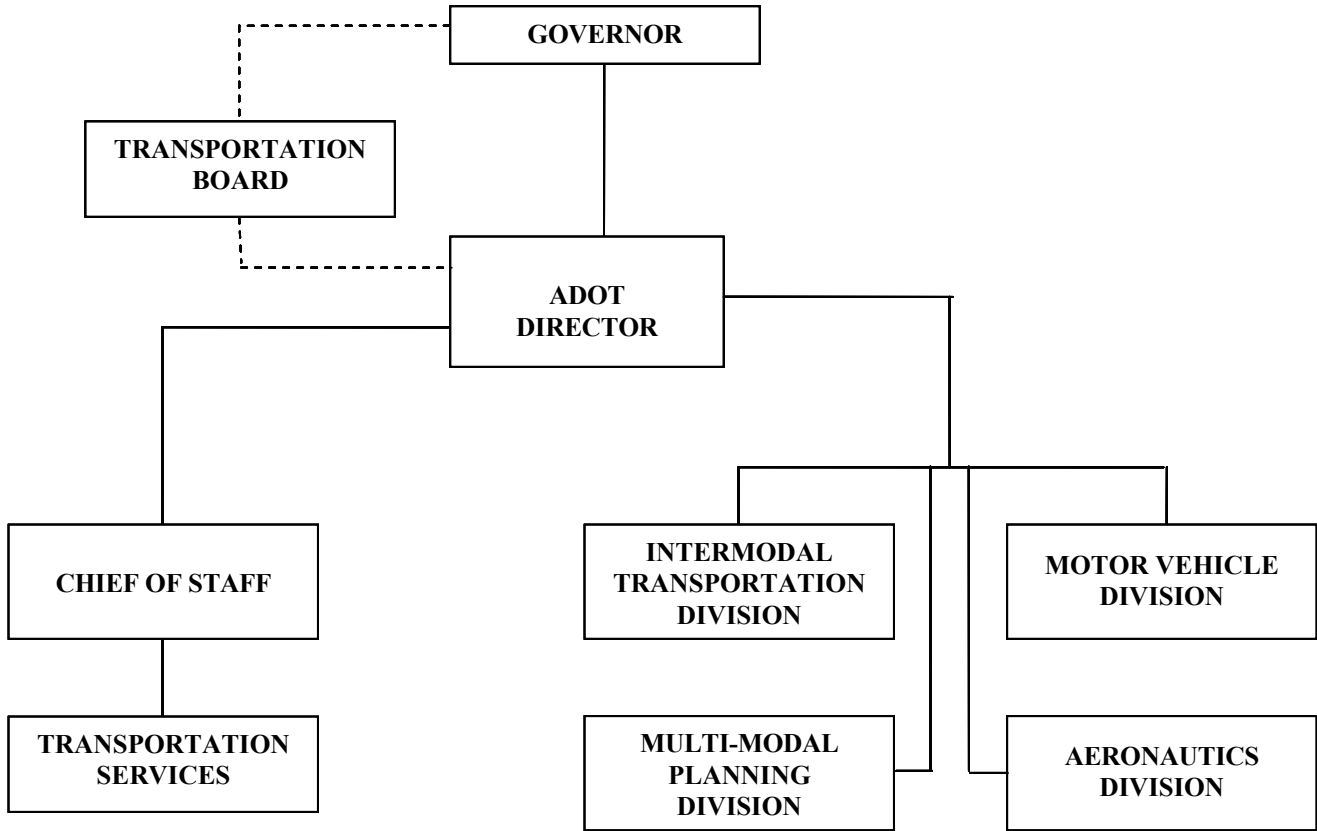 GOVERNOR
TRANSPORTATION
BOARD
ADOT
DIRECTOR
CHIEF OF STAFF
INTERMODAL
TRANSPORTATION
DIVISION
MOTOR VEHICLE
DIVISION
TRANSPORTATION
SERVICES
MULTI-MODAL
PLANNING
DIVISION
AERONAUTICS
DIVISION